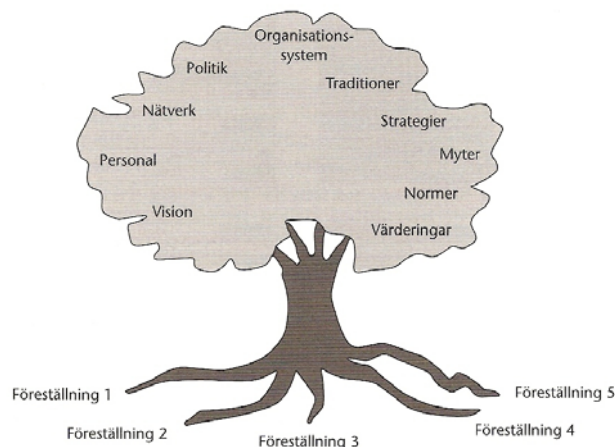 Organisations-
system
Politik
Traditioner
Nätverk
Strategier
Personal
Myter
Normer
Vision
Värderingar
Föreställning 1
Föreställning 5
Föreställning 2
Föreställning 4
Föreställning 3